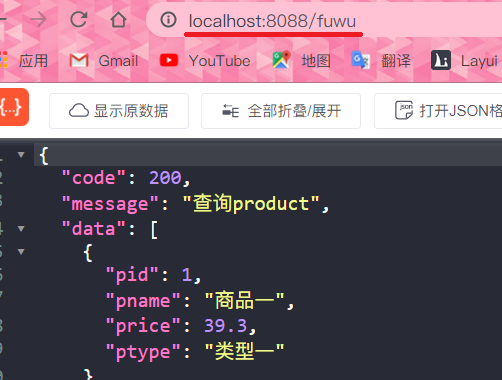 localhost:8088/fuwu
应用 Gmail YouTube 地图 翻译 Layui
{...} 显示原数据 全部折叠/展开 json 打开JSON格
{
"code": 200,
"message": "查询product",
"data": [
{
"pid": 1,
"pname": "商品一",
"price": 39.3,
"ptype": "类型一"
}